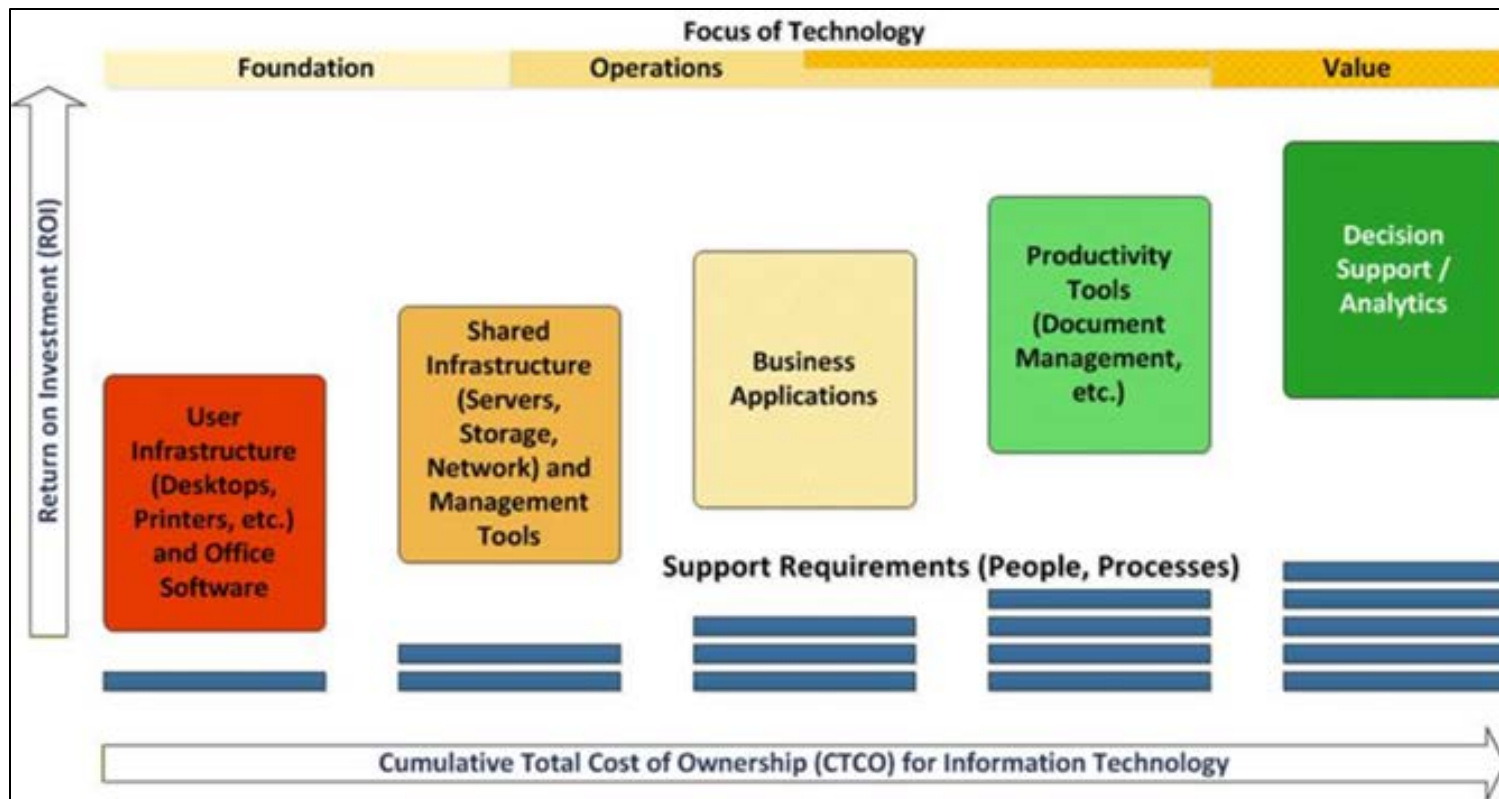 Focus of Technology
Foundation
Operations
Value
Return on Investment (ROI)
User
Infrastructure
(Desktops,
Printers, etc.)
and Office
Software
Shared
Infrastructure
(Servers,
Storage,
Network) and
Management
Tools
Business
Applications
Productivity
Tools
(Document
Management,
etc.)
Decision
Support /
Analytics
Support Requirements (People, Processes)
Cumulative Total Cost of Ownership (CTCO) for Information Technology